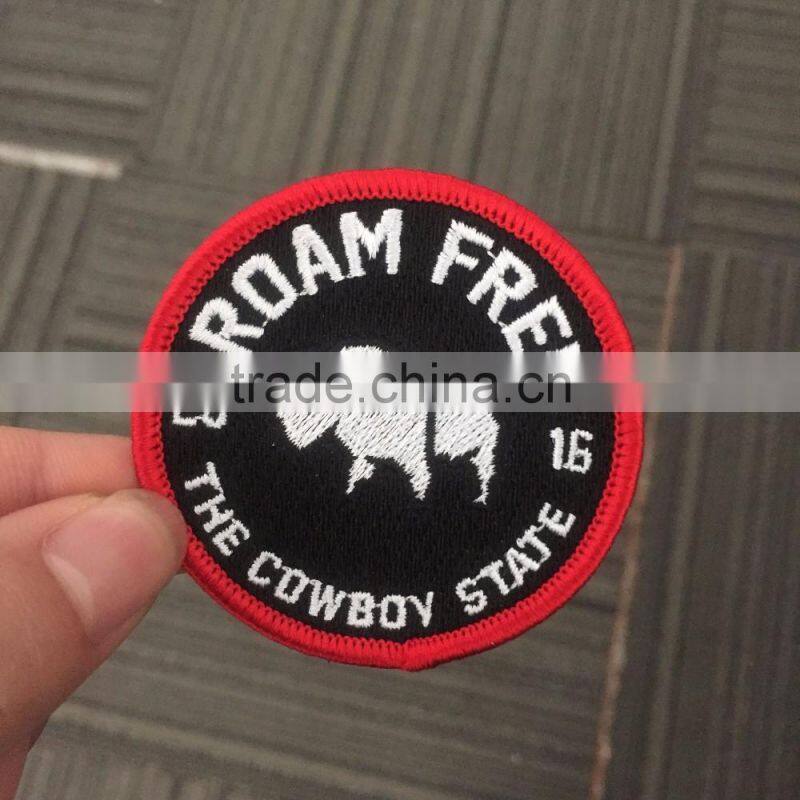 ROAM FREE
trade.china.cn
16
THE COWBOY STATE